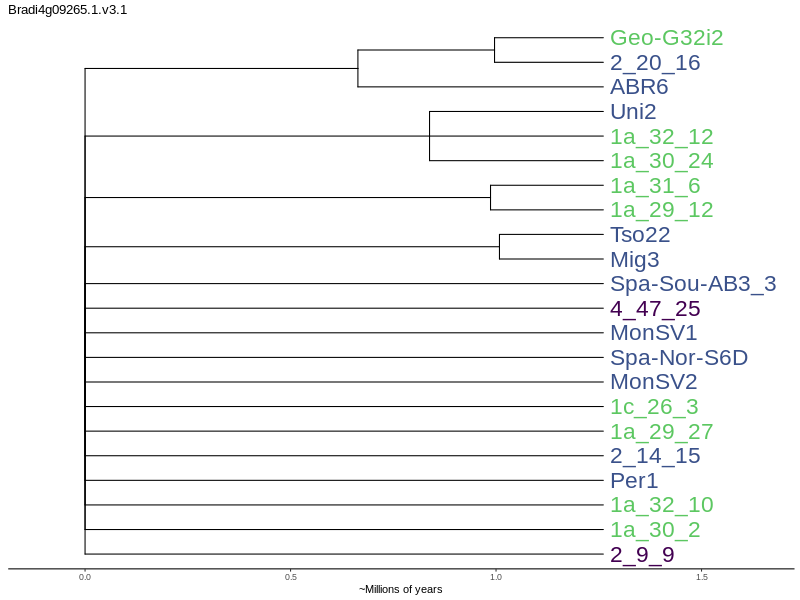 Bradi4g09265.1.v3.1
Geo-G32i2
2_20_16
ABR6
Uni2
1a_32_12
1a_30_24
1a_31_6
1a_29_12
Tso22
Mig3
Spa-Sou-AB3_3
4_47_25
MonSV1
Spa-Nor-S6D
MonSV2
1c_26_3
1a_29_27
2_14_15
Per1
1a_32_10
1a_30_2
2_9_9
0.0 0.5 1.0 1.5
~Millions of years